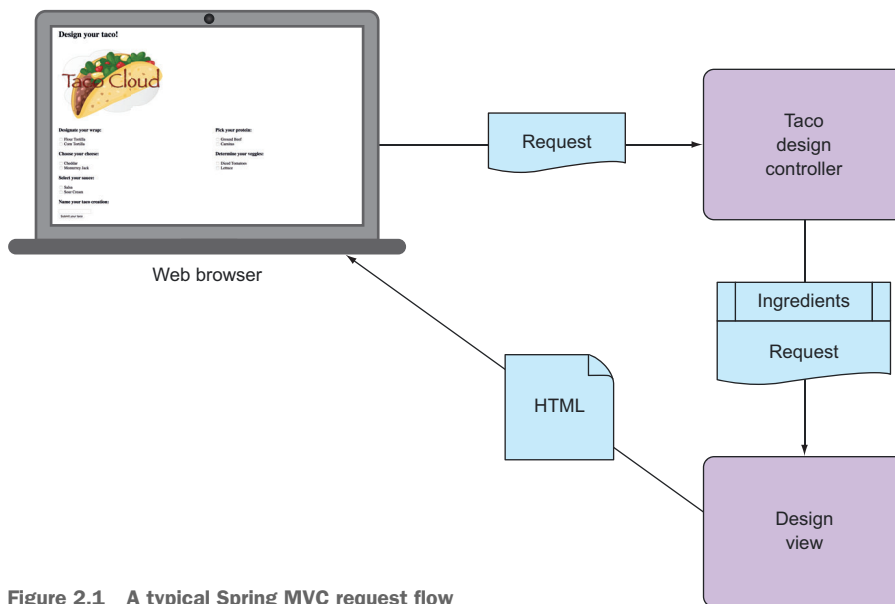 Design your taco!
Taco Cloud
Designate your wrap:
Flour Tortilla
Corn Tortilla
Pick your protein:
Ground Beef
Carnitas
Choose your cheese:
Cheddar
Monterrey Jack
Determine your veggies:
Diced Tomatoes
Lettuce
Select your sauce:
Salsa
Sour Cream
Name your taco creation:
Submit your taco
Web browser
Request
Taco
design
controller
Ingredients
Request
HTML
Design
view
Figure 2.1 A typical Spring MVC request flow